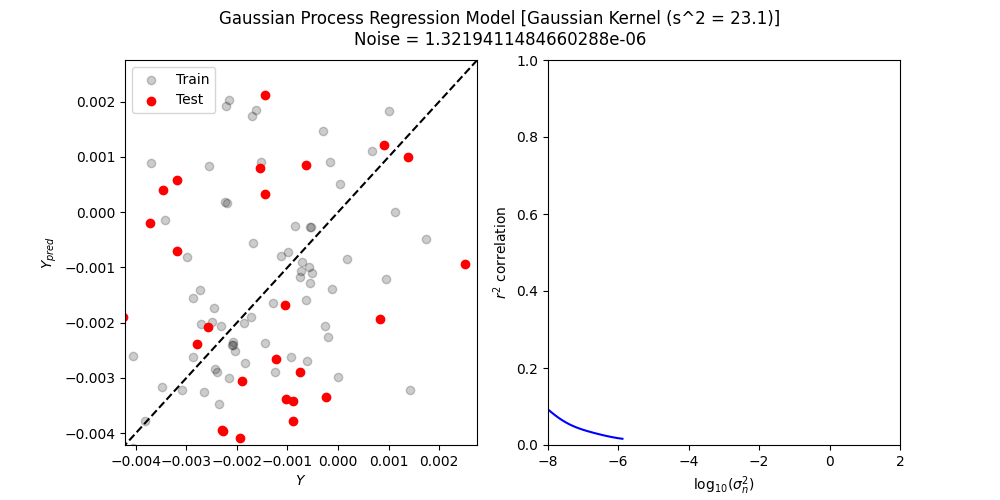 Gaussian Process Regression Model [Gaussian Kernel (s^2 = 23.1)]
Noise = 1.3219411484660288e-06
Train
Test
0.002
0.001
0.000
−0.001
−0.002
−0.003
−0.004
Y_pred
−0.004 −0.003 −0.002 −0.001 0.000 0.001 0.002
Y
1.0
0.8
0.6
0.4
0.2
0.0
r² correlation
−8 −6 −4 −2 0 2
log₁₀(σₙ²)